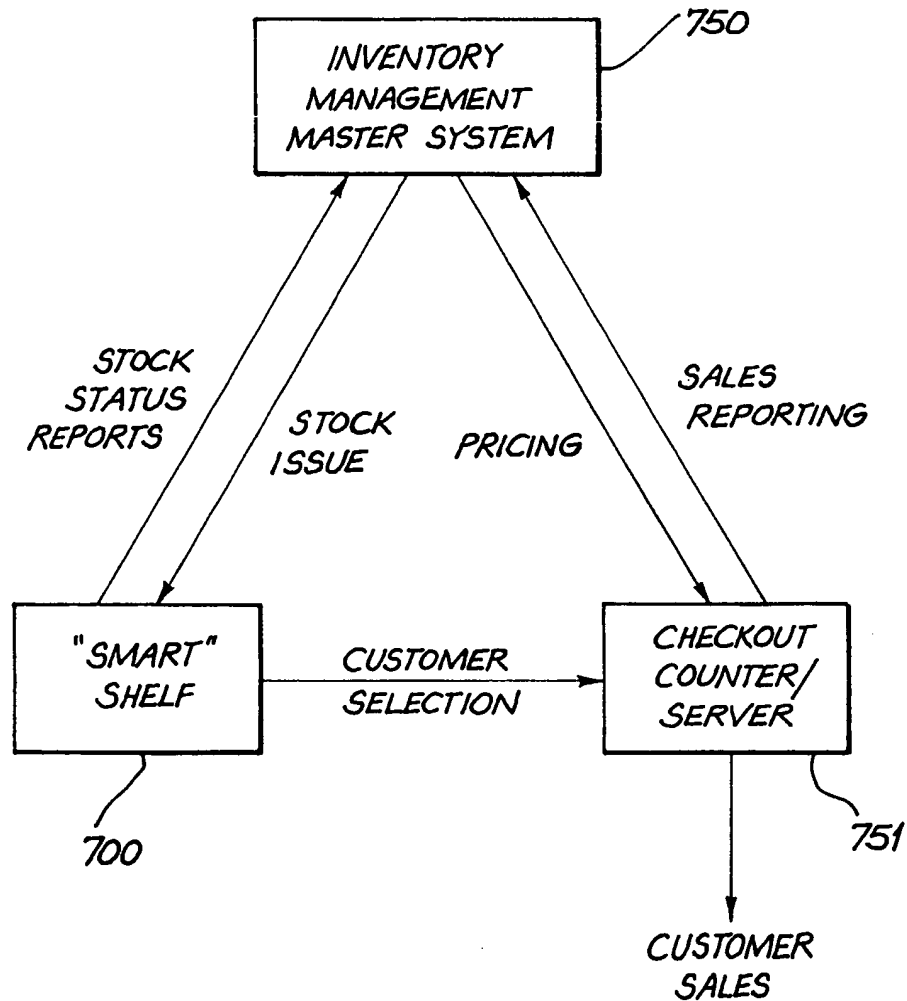 750
INVENTORY
MANAGEMENT
MASTER SYSTEM
STOCK
STATUS
REPORTS
STOCK
ISSUE
PRICING
SALES
REPORTING
"SMART"
SHELF
CUSTOMER
SELECTION
CHECKOUT
COUNTER/
SERVER
700
751
CUSTOMER
SALES